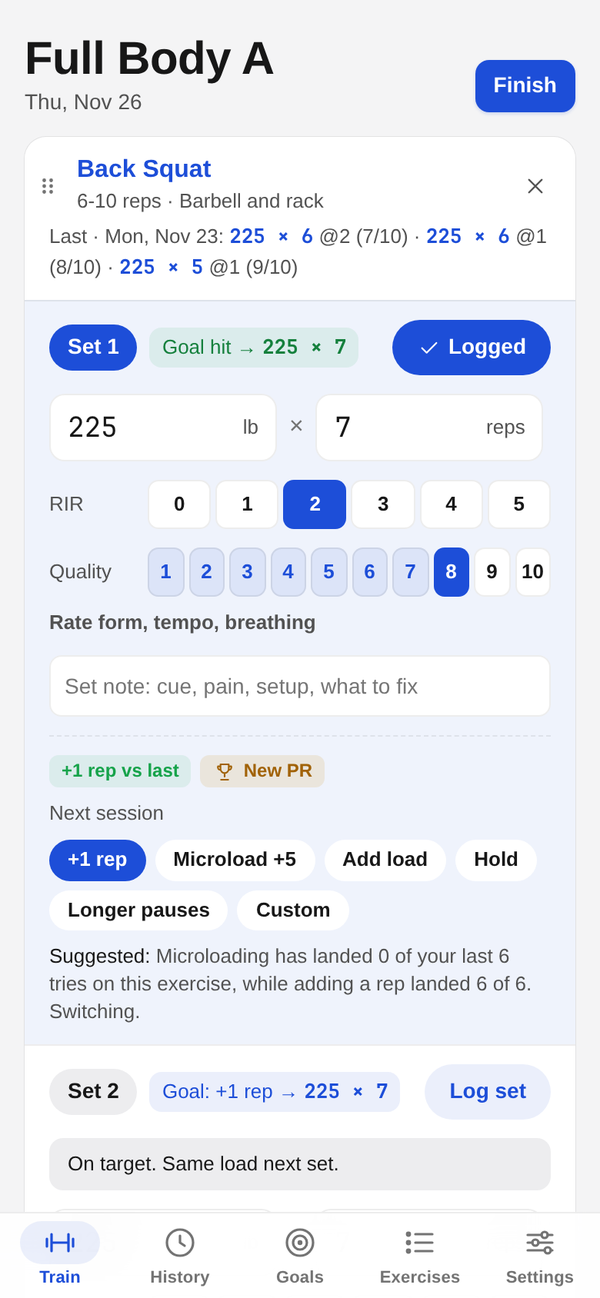 Full Body A
Thu, Nov 26
Finish
Back Squat
6-10 reps · Barbell and rack
Last · Mon, Nov 23: 225 × 6 @2 (7/10) · 225 × 6 @1
(8/10) · 225 × 5 @1 (9/10)
Set 1
Goal hit → 225 × 7
Logged
225 lb × 7 reps
RIR 0 1 2 3 4 5
Quality 1 2 3 4 5 6 7 8 9 10
Rate form, tempo, breathing
Set note: cue, pain, setup, what to fix
+1 rep vs last
New PR
Next session
+1 rep
Microload +5
Add load
Hold
Longer pauses
Custom
Suggested: Microloading has landed 0 of your last 6
tries on this exercise, while adding a rep landed 6 of 6.
Switching.
Set 2
Goal: +1 rep → 225 × 7
Log set
On target. Same load next set.
Train
History
Goals
Exercises
Settings